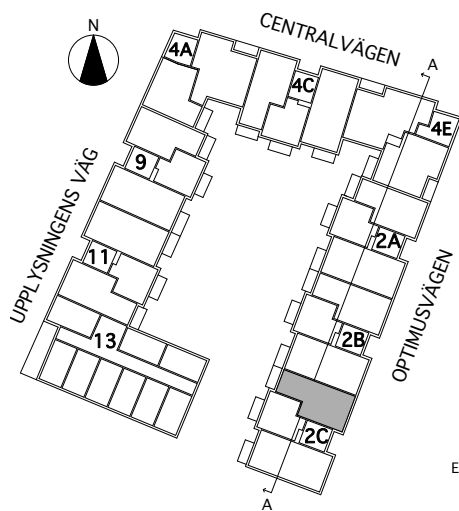 N
CENTRALVÄGEN
A
4A
4C
4E
9
UPPLYSNINGENS VÄG
2A
11
OPTIMUSVÄGEN
13
2B
2C
E
A